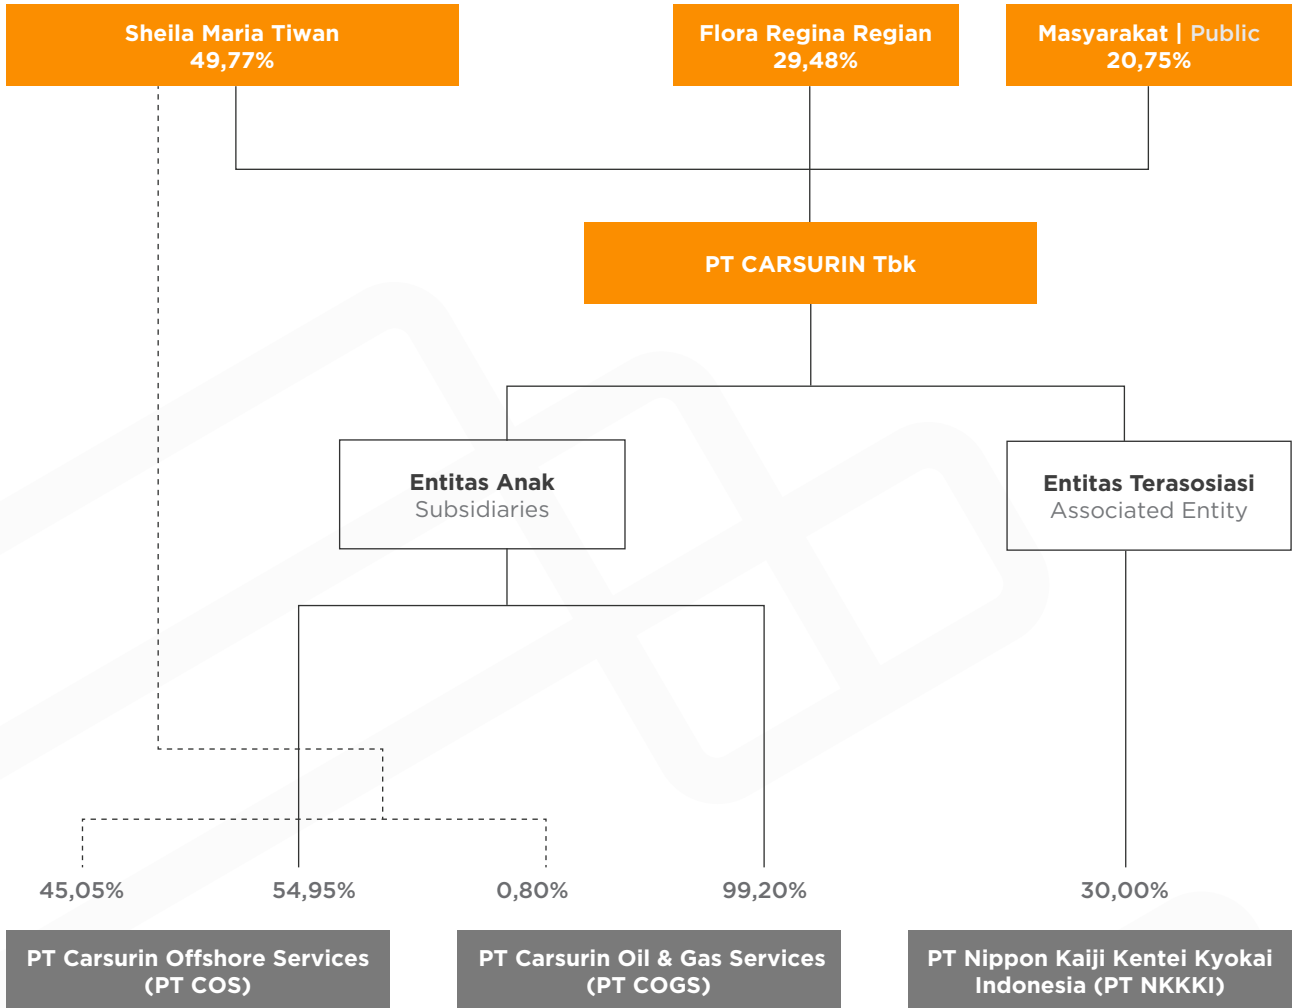 Sheila Maria Tiwan
49,77%
Flora Regina Regian
29,48%
Masyarakat | Public
20,75%
PT CARSURIN Tbk
Entitas Anak
Subsidiaries
Entitas Terasosiasi
Associated Entity
45,05%
54,95%
0,80%
99,20%
30,00%
PT Carsurin Offshore Services
(PT COS)
PT Carsurin Oil & Gas Services
(PT COGS)
PT Nippon Kaiji Kentei Kyokai
Indonesia (PT NKKKI)